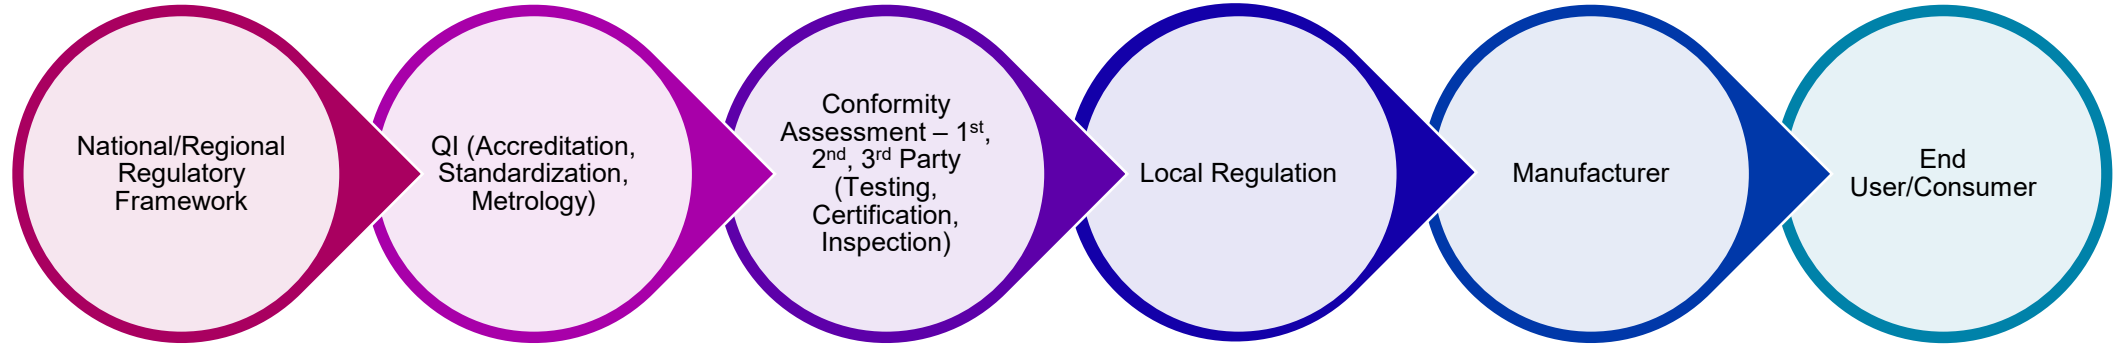 National/Regional
Regulatory
Framework
QI (Accreditation,
Standardization,
Metrology)
Conformity
Assessment – 1st,
2nd, 3rd Party
(Testing,
Certification,
Inspection)
Local Regulation
Manufacturer
End
User/Consumer